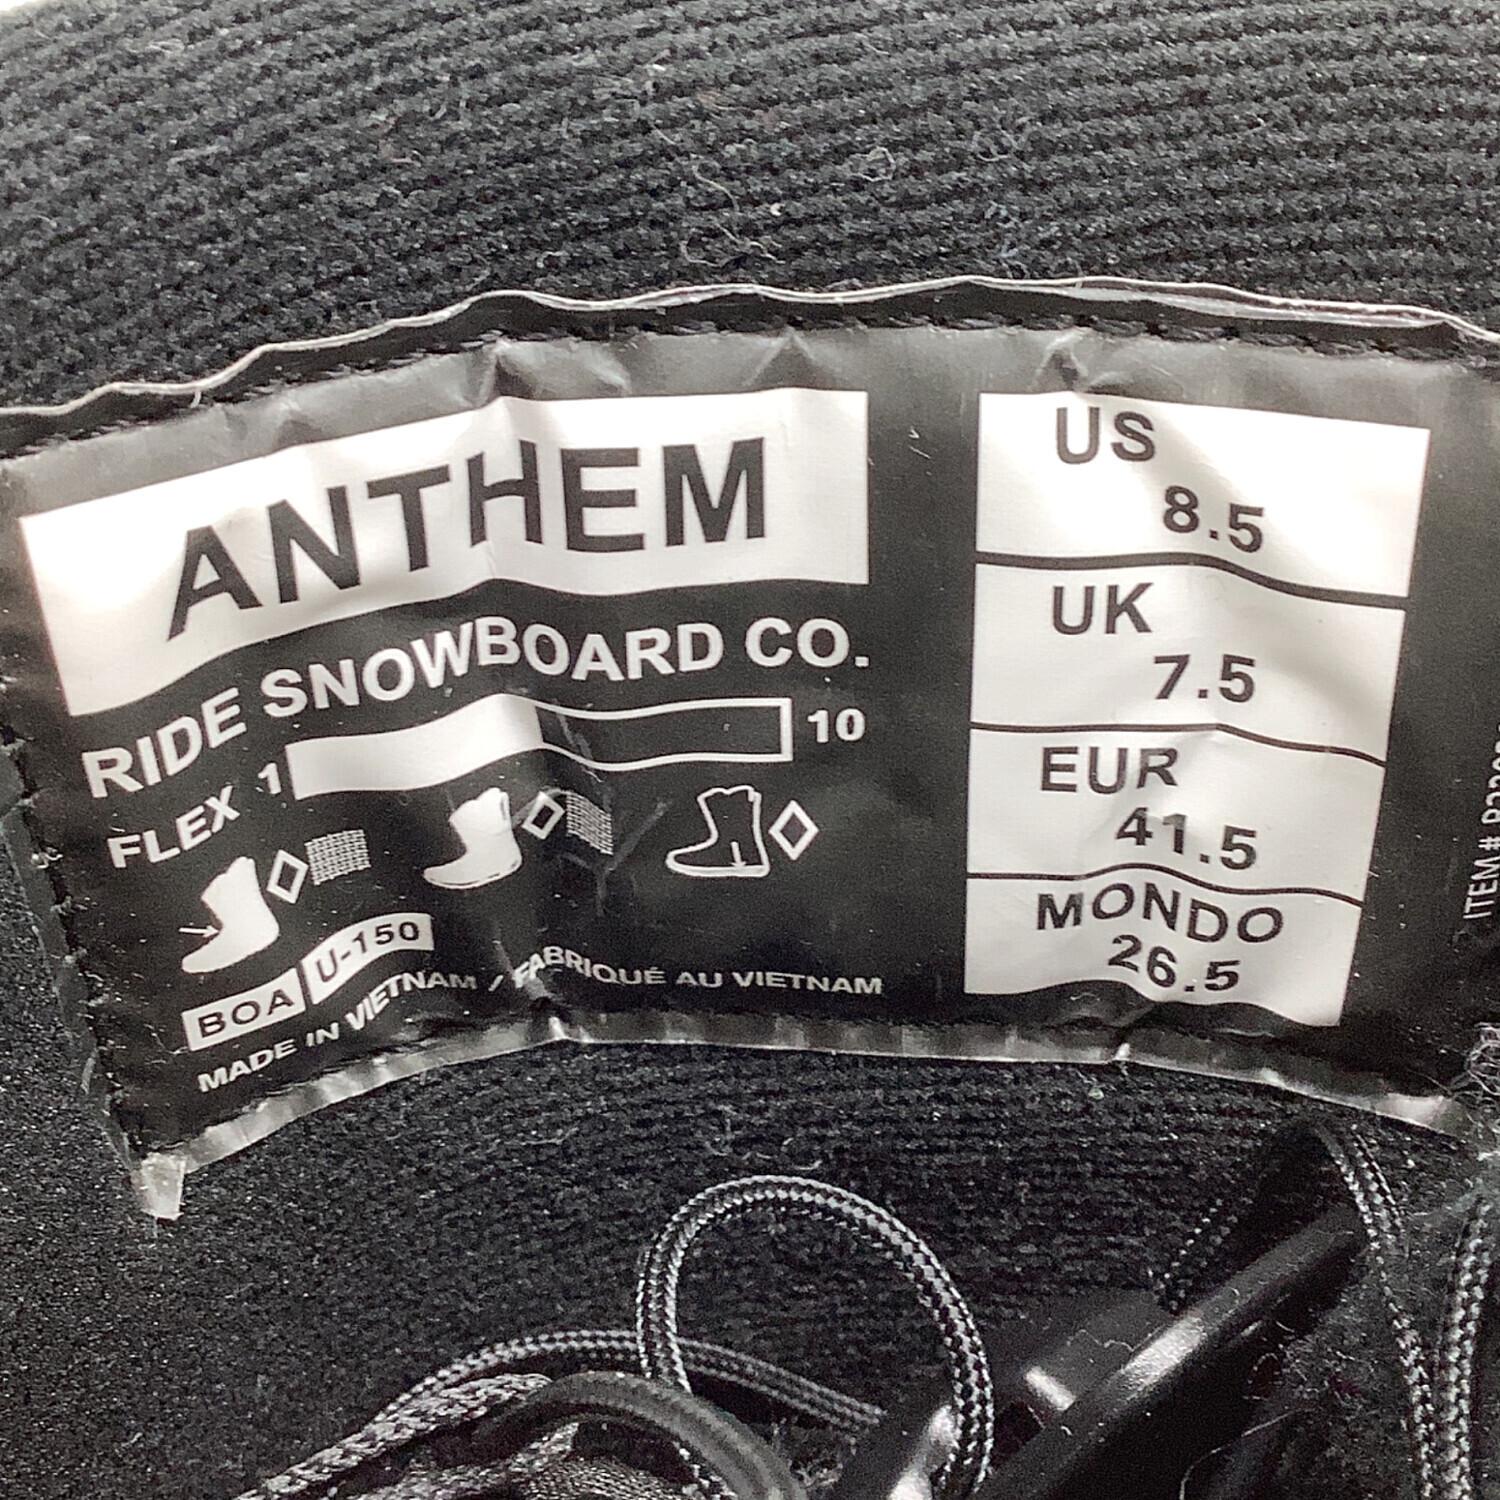 ANTHEM
RIDE SNOWBOARD CO.
FLEX 1 10
BOA U-150
MADE IN VIETNAM / FABRIQUÉ AU VIETNAM
US
8.5
UK
7.5
EUR
41.5
MONDO
26.5
ITEM #